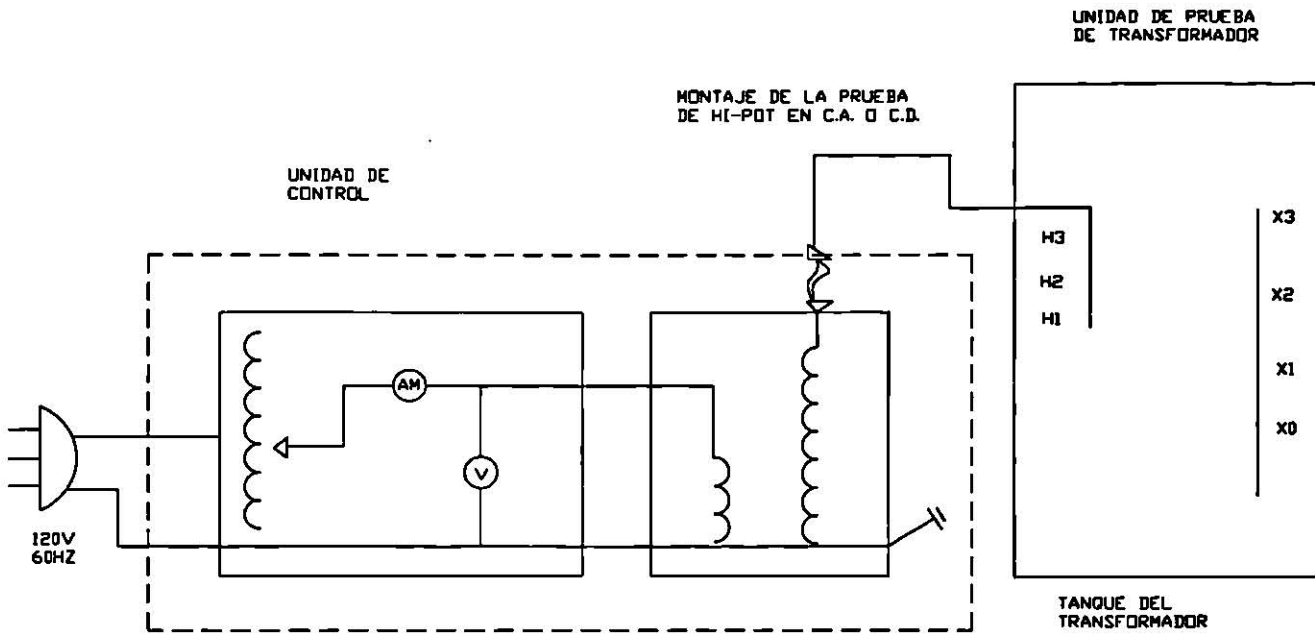 UNIDAD DE PRUEBA
DE TRANSFORMADOR
MONTAJE DE LA PRUEBA
DE HI-POT EN C.A. O C.D.
UNIDAD DE
CONTROL
X3
H3
H2
X2
H1
X1
AM
X0
V
120V
60HZ
TANQUE DEL
TRANSFORMADOR